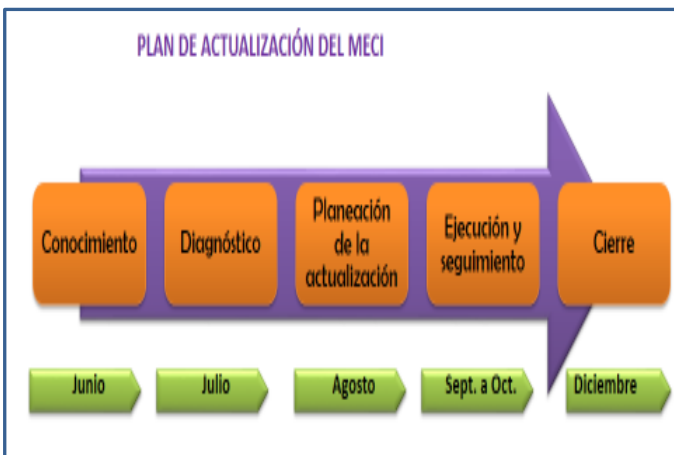 PLAN DE ACTUALIZACIÓN DEL MECI
Conocimiento
Diagnóstico
Planeación
de la
actualización
Ejecución y
seguimiento
Cierre
Junio
Julio
Agosto
Sept. a Oct.
Diciembre